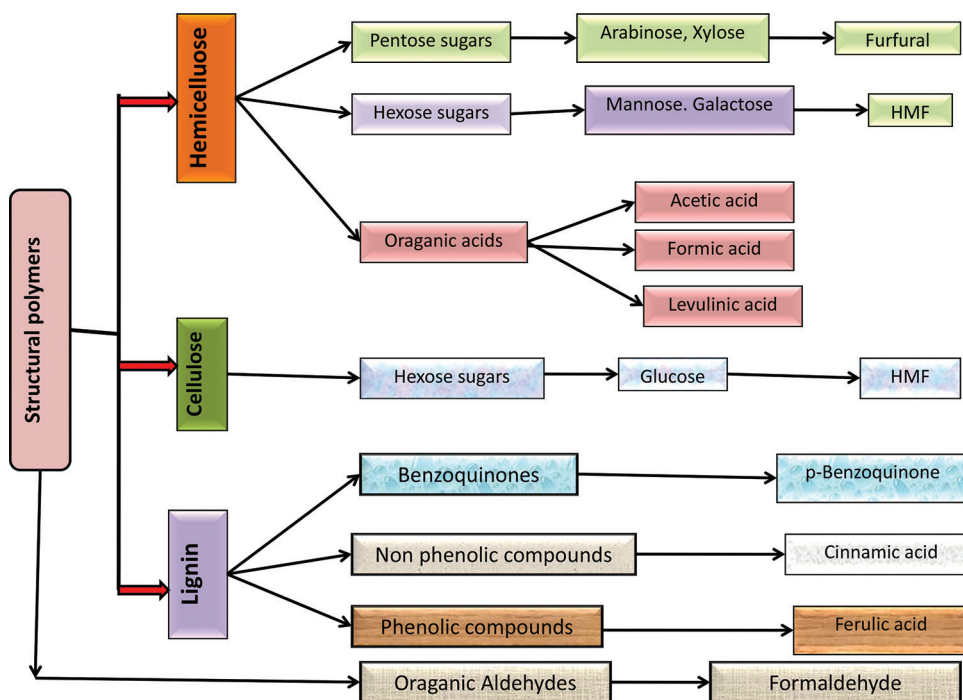 Structural polymers
Hemicelluose
Pentose sugars
Arabinose, Xylose
Furfural
Hexose sugars
Mannose. Galactose
HMF
Oraganic acids
Acetic acid
Formic acid
Levulinic acid
Cellulose
Hexose sugars
Glucose
HMF
Lignin
Benzoquinones
p-Benzoquinone
Non phenolic compounds
Cinnamic acid
Phenolic compounds
Ferulic acid
Oraganic Aldehydes
Formaldehyde